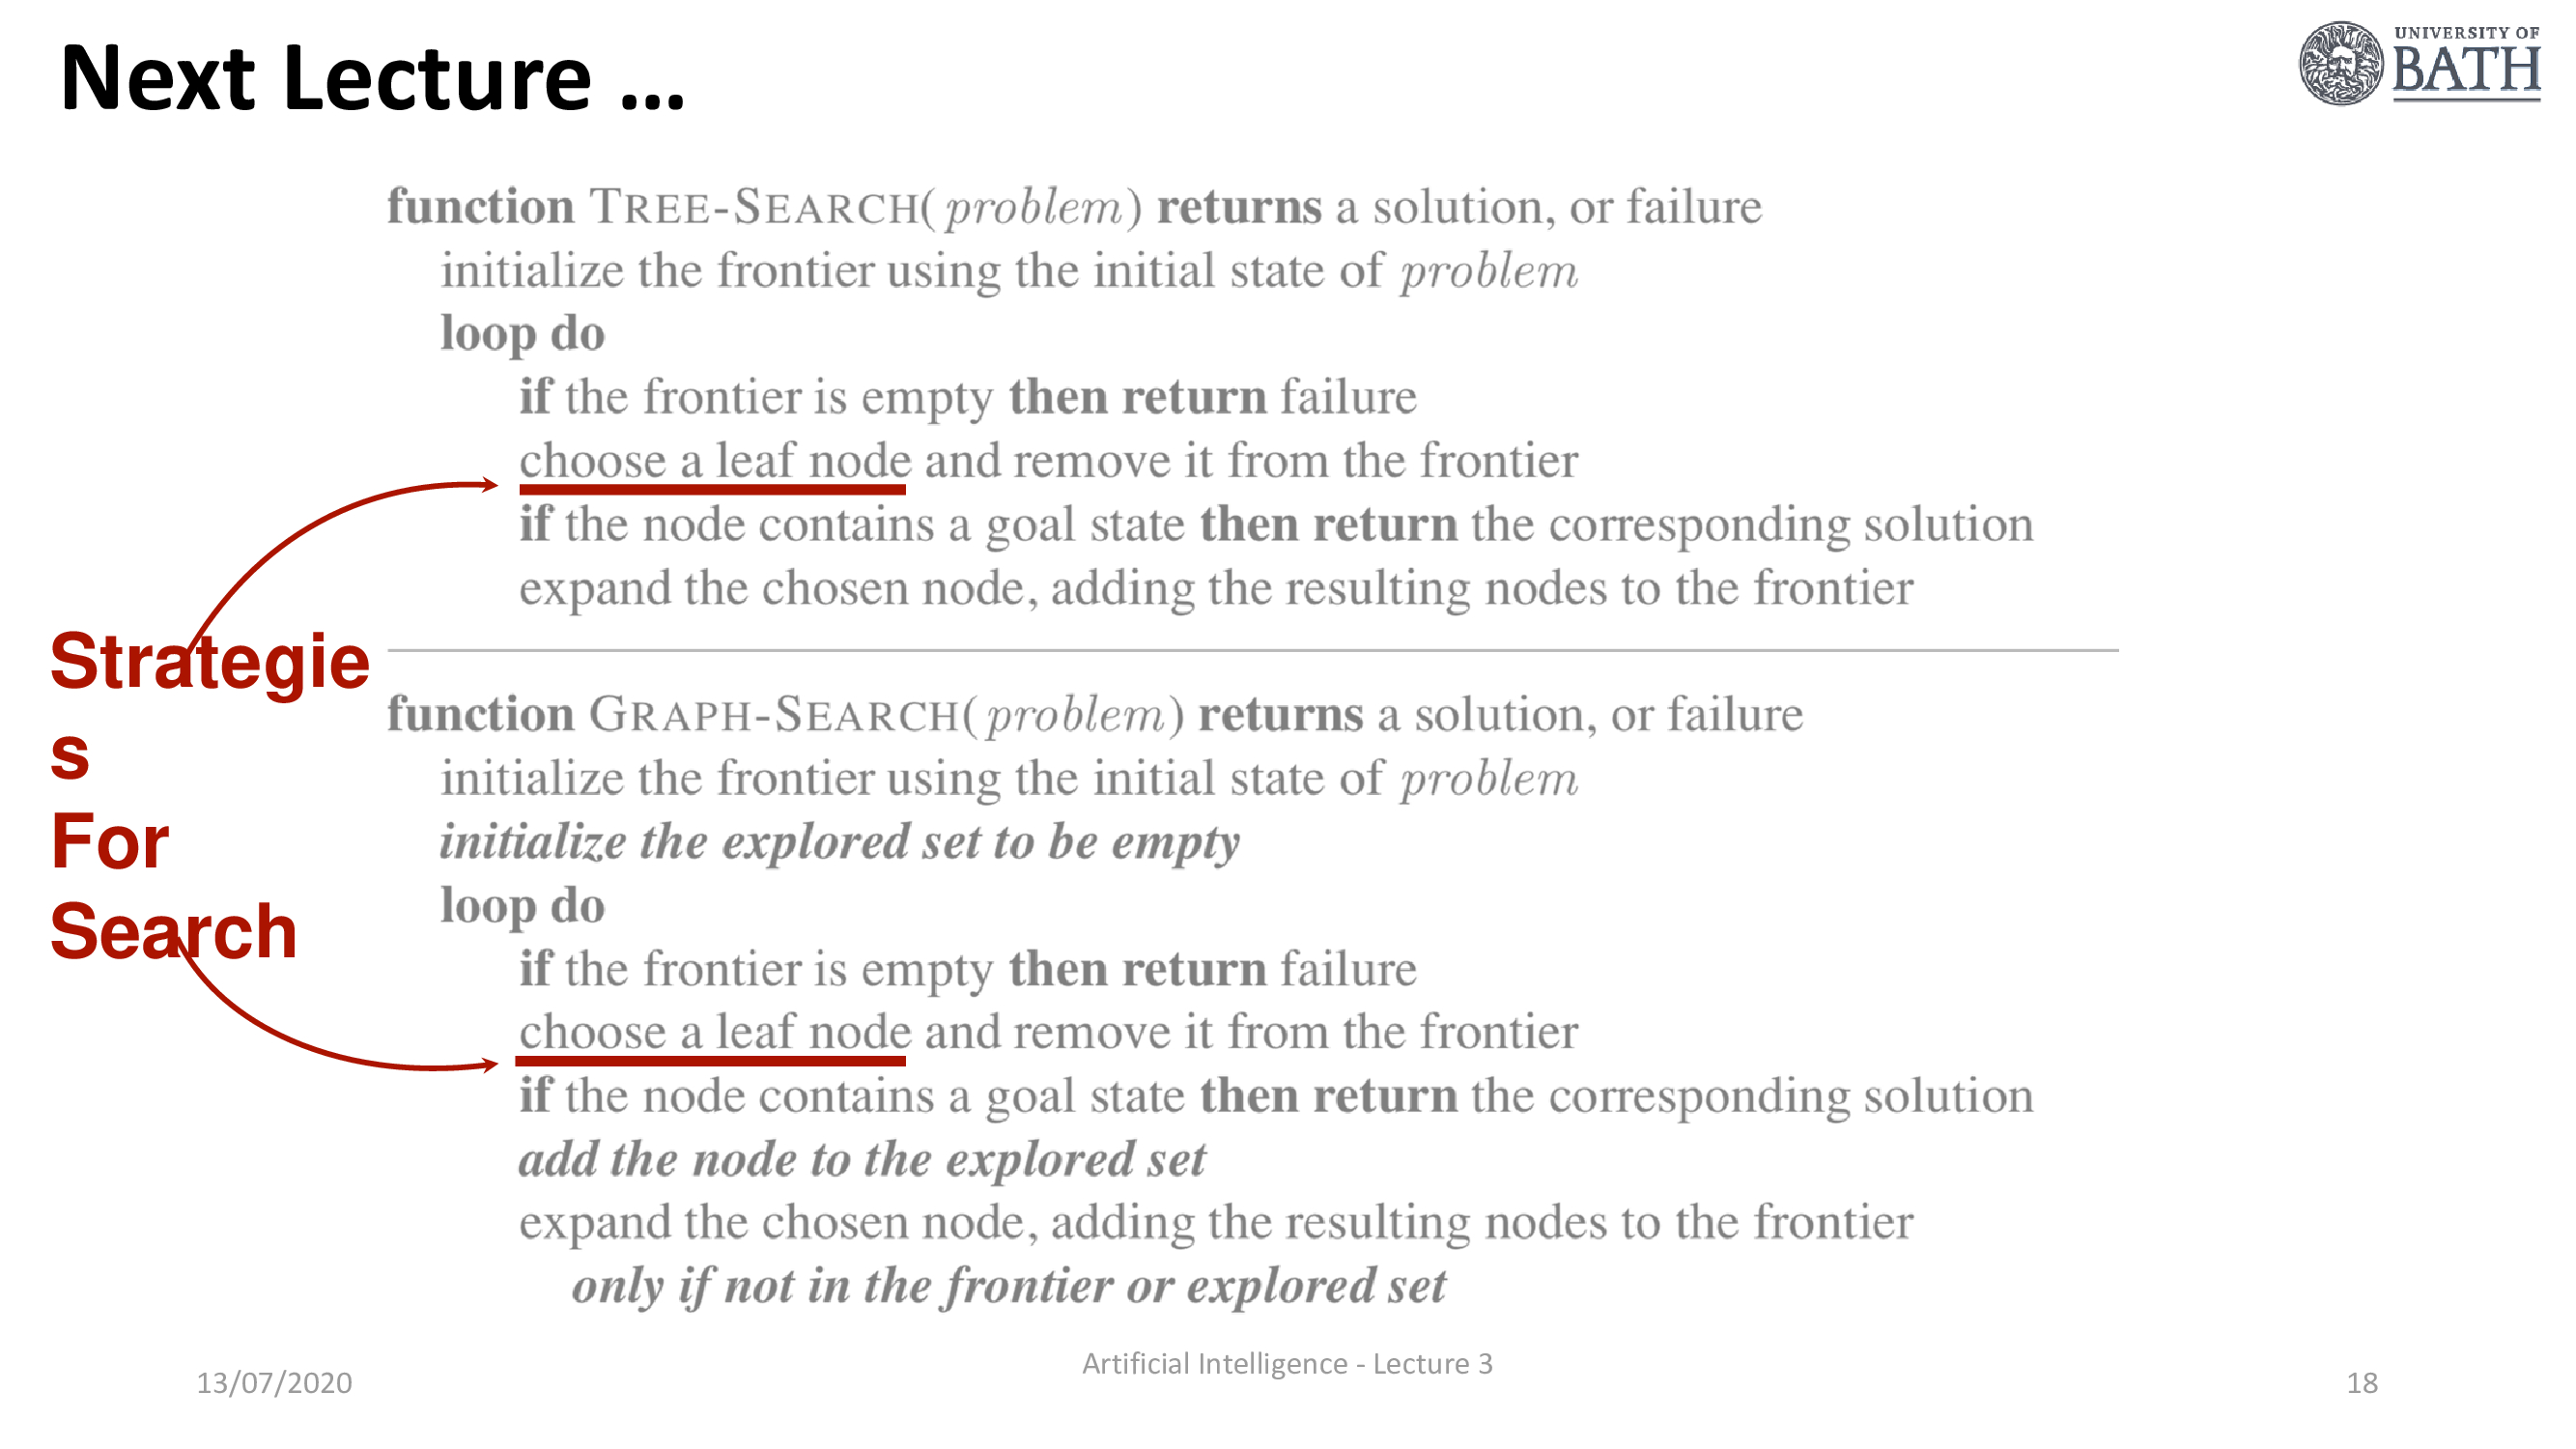 Next Lecture ...
UNIVERSITY OF
BATH
function TREE-SEARCH(problem) returns a solution, or failure
initialize the frontier using the initial state of problem
loop do
if the frontier is empty then return failure
choose a leaf node and remove it from the frontier
if the node contains a goal state then return the corresponding solution
expand the chosen node, adding the resulting nodes to the frontier
Strategie
s
For
Search
function GRAPH-SEARCH(problem) returns a solution, or failure
initialize the frontier using the initial state of problem
initialize the explored set to be empty
loop do
if the frontier is empty then return failure
choose a leaf node and remove it from the frontier
if the node contains a goal state then return the corresponding solution
add the node to the explored set
expand the chosen node, adding the resulting nodes to the frontier
only if not in the frontier or explored set
13/07/2020
Artificial Intelligence - Lecture 3
18